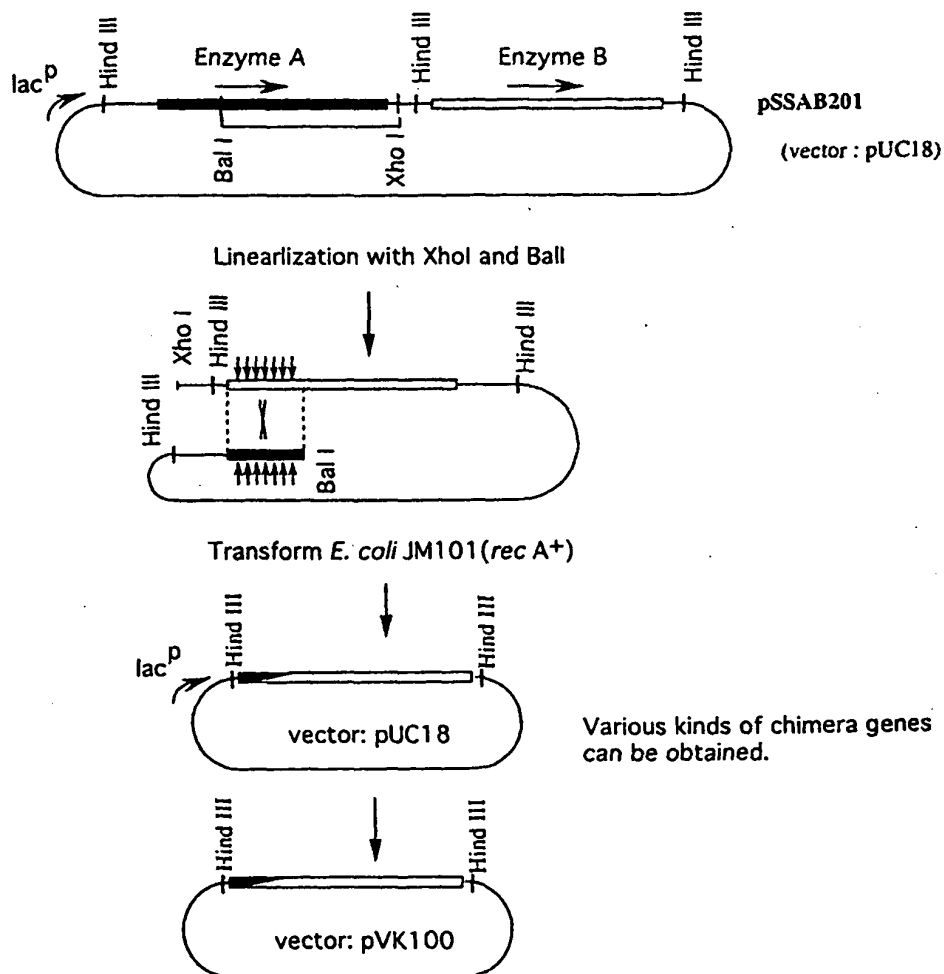 lac p
Hind III
Enzyme A
Hind III
Enzyme B
Hind III
pSSAB201
(vector : pUC18)
Bal I
Xho I
Linearlization with XhoI and BalI
Xho I
Hind III
Hind III
Hind III
Bal I
Transform E. coli JM101(rec A+)
lac p
Hind III
Hind III
vector: pUC18
Various kinds of chimera genes
can be obtained.
Hind III
Hind III
vector: pVK100